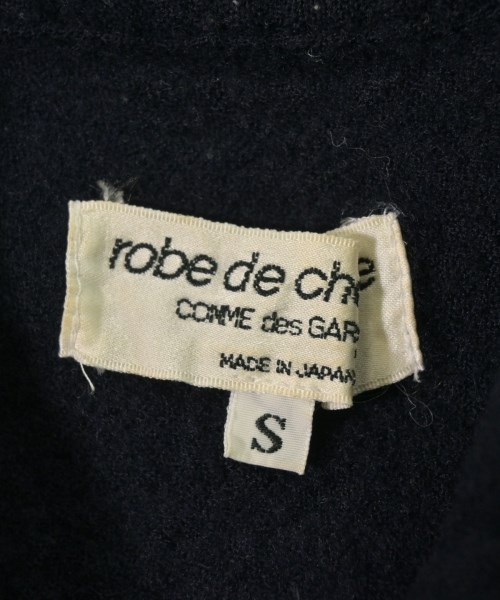 robe de ch e
COMME des GAR
MADE IN JAPAN
S